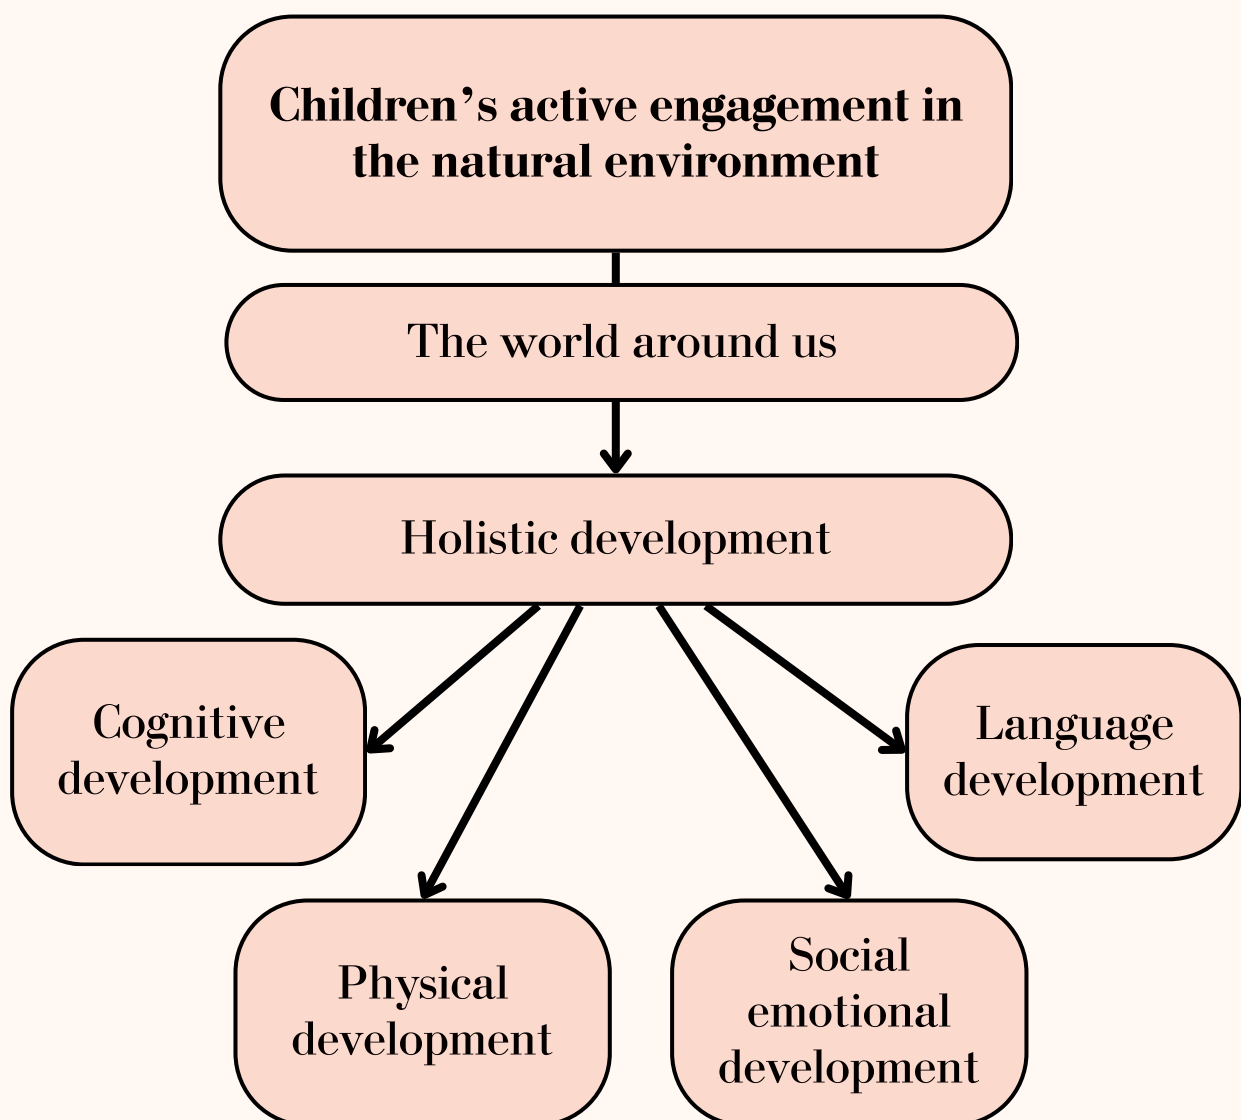 Children’s active engagement in
the natural environment
The world around us
Holistic development
Cognitive
development
Language
development
Physical
development
Social
emotional
development